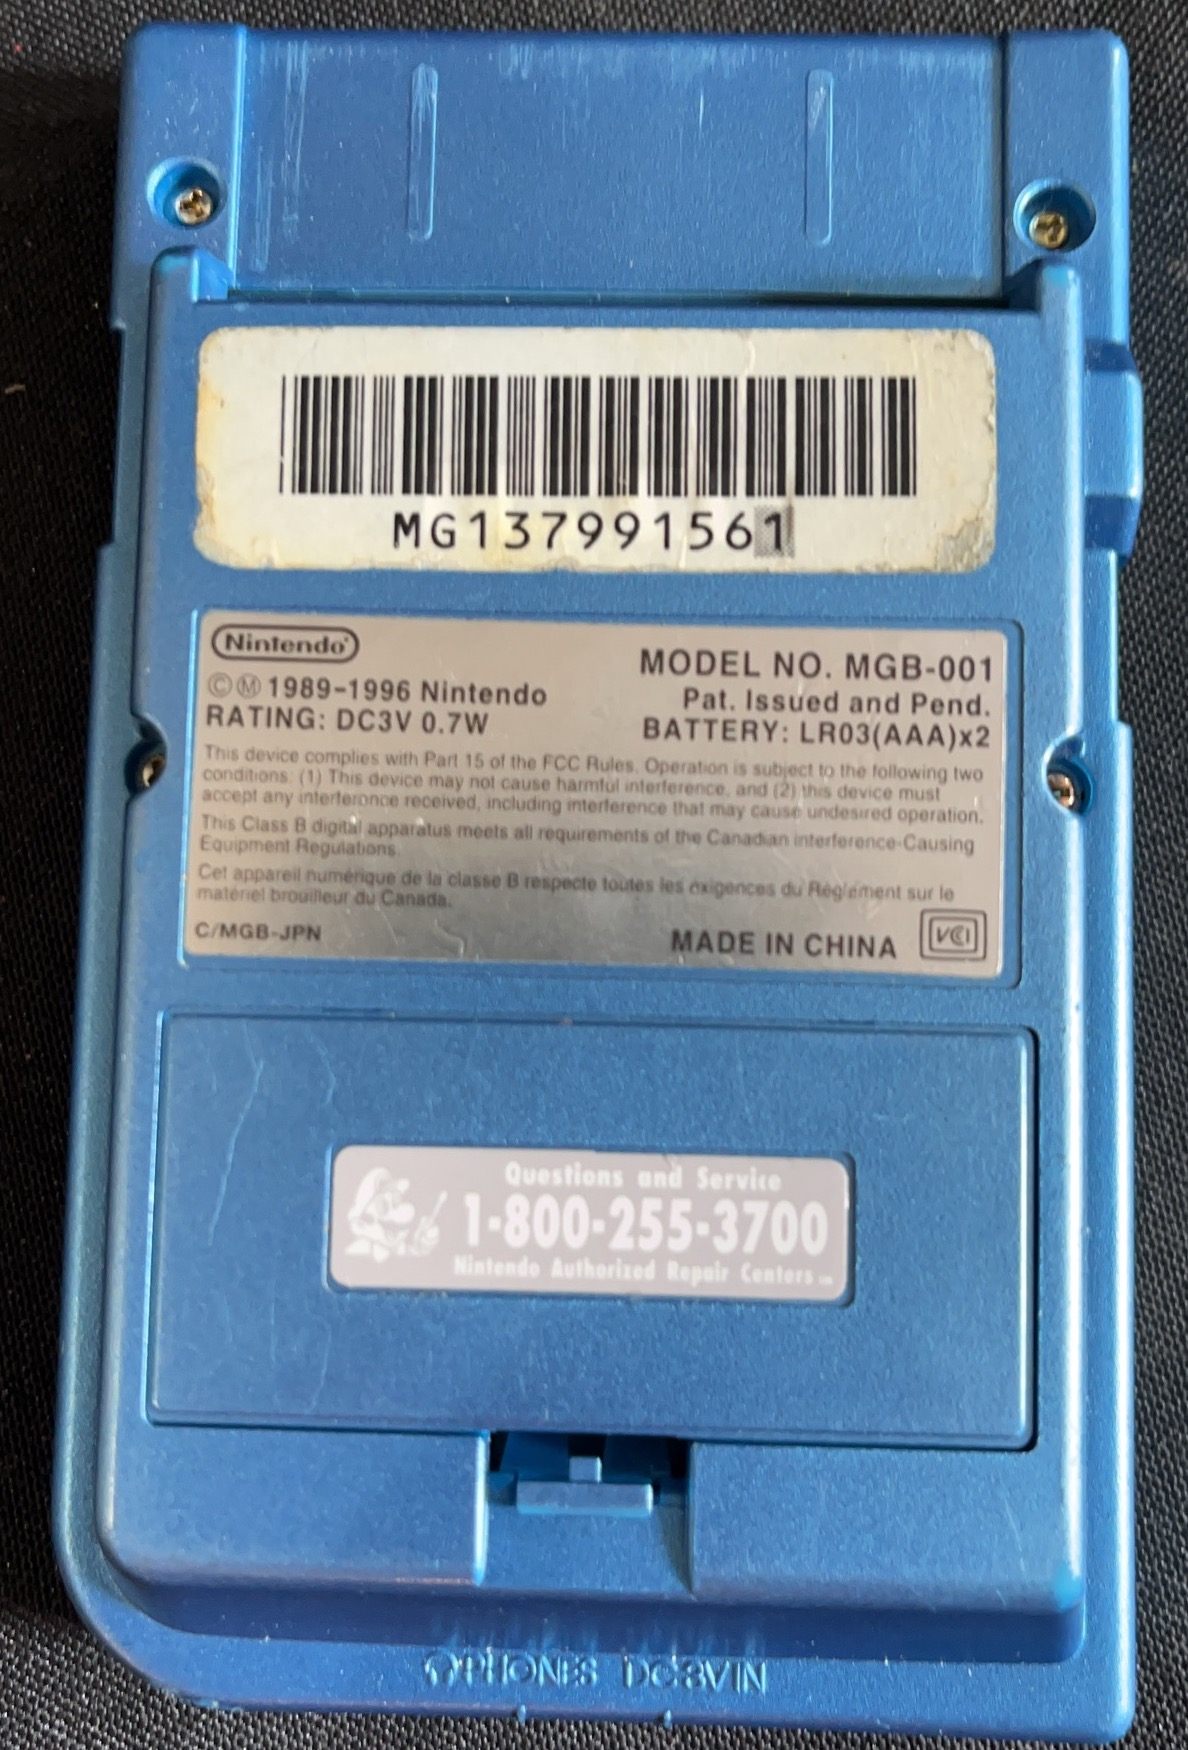 MG137991561
Nintendo
©Ⓜ 1989-1996 Nintendo
RATING: DC3V 0.7W
MODEL NO. MGB-001
Pat. Issued and Pend.
BATTERY: LR03(AAA)x2
This device complies with Part 15 of the FCC Rules. Operation is subject to the following two
conditions: (1) This device may not cause harmful interference, and (2) this device must
accept any interference received, including interference that may cause undesired operation.
This Class B digital apparatus meets all requirements of the Canadian interference-Causing
Equipment Regulations.
Cet appareil numérique de la classe B respecte toutes les exigences du Règlement sur le
matériel brouilleur du Canada.
C/MGB-JPN
MADE IN CHINA
VCI
Questions and Service
1-800-255-3700
Nintendo Authorized Repair Centers
PHONES DC3V IN